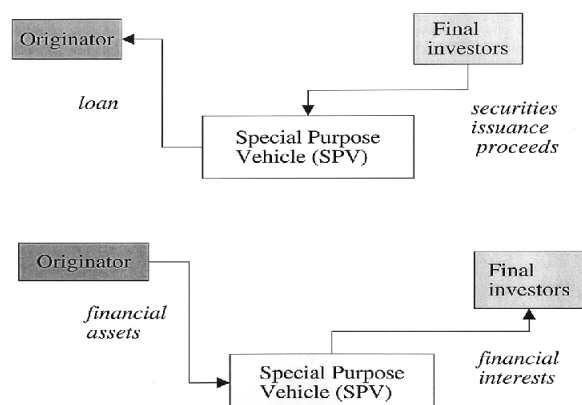 Originator
Final
investors
loan
securities
issuance
proceeds
Special Purpose
Vehicle (SPV)
Originator
Final
investors
financial
assets
financial
interests
Special Purpose
Vehicle (SPV)